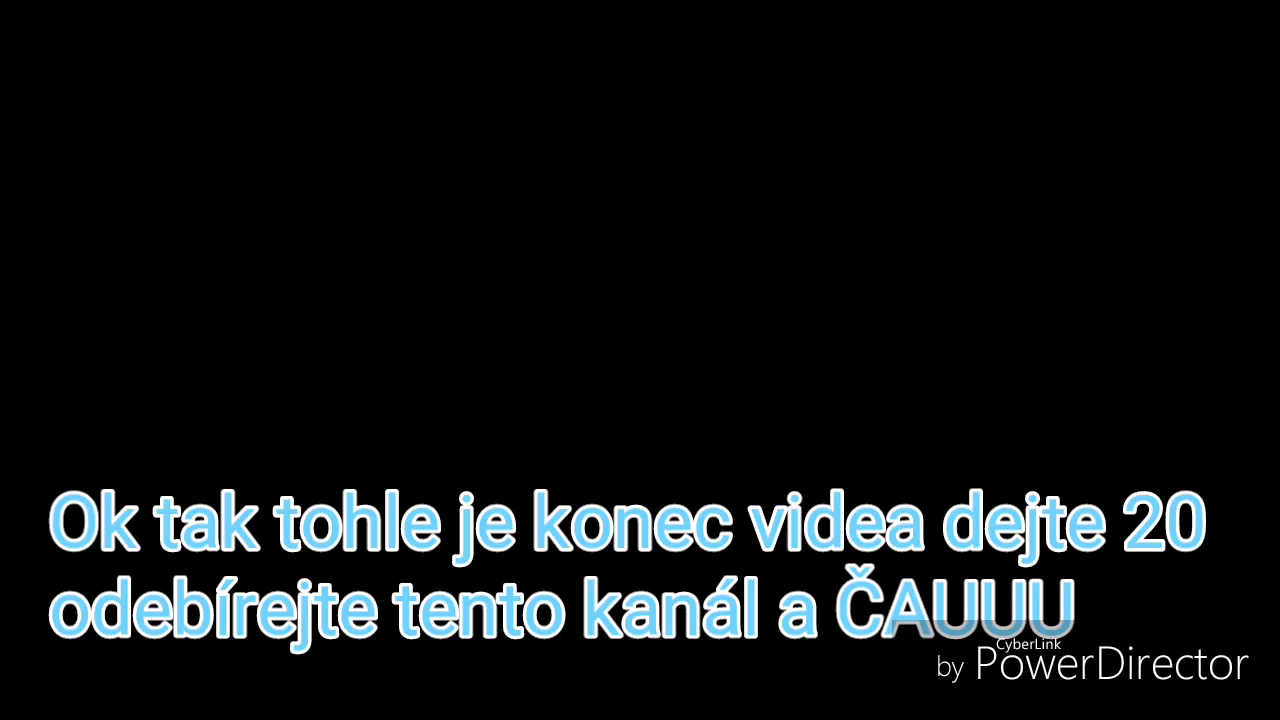 Ok tak tohle je konec videa dejte 20
odebírejte tento kanál a ČAUUU
CyberLink
by PowerDirector